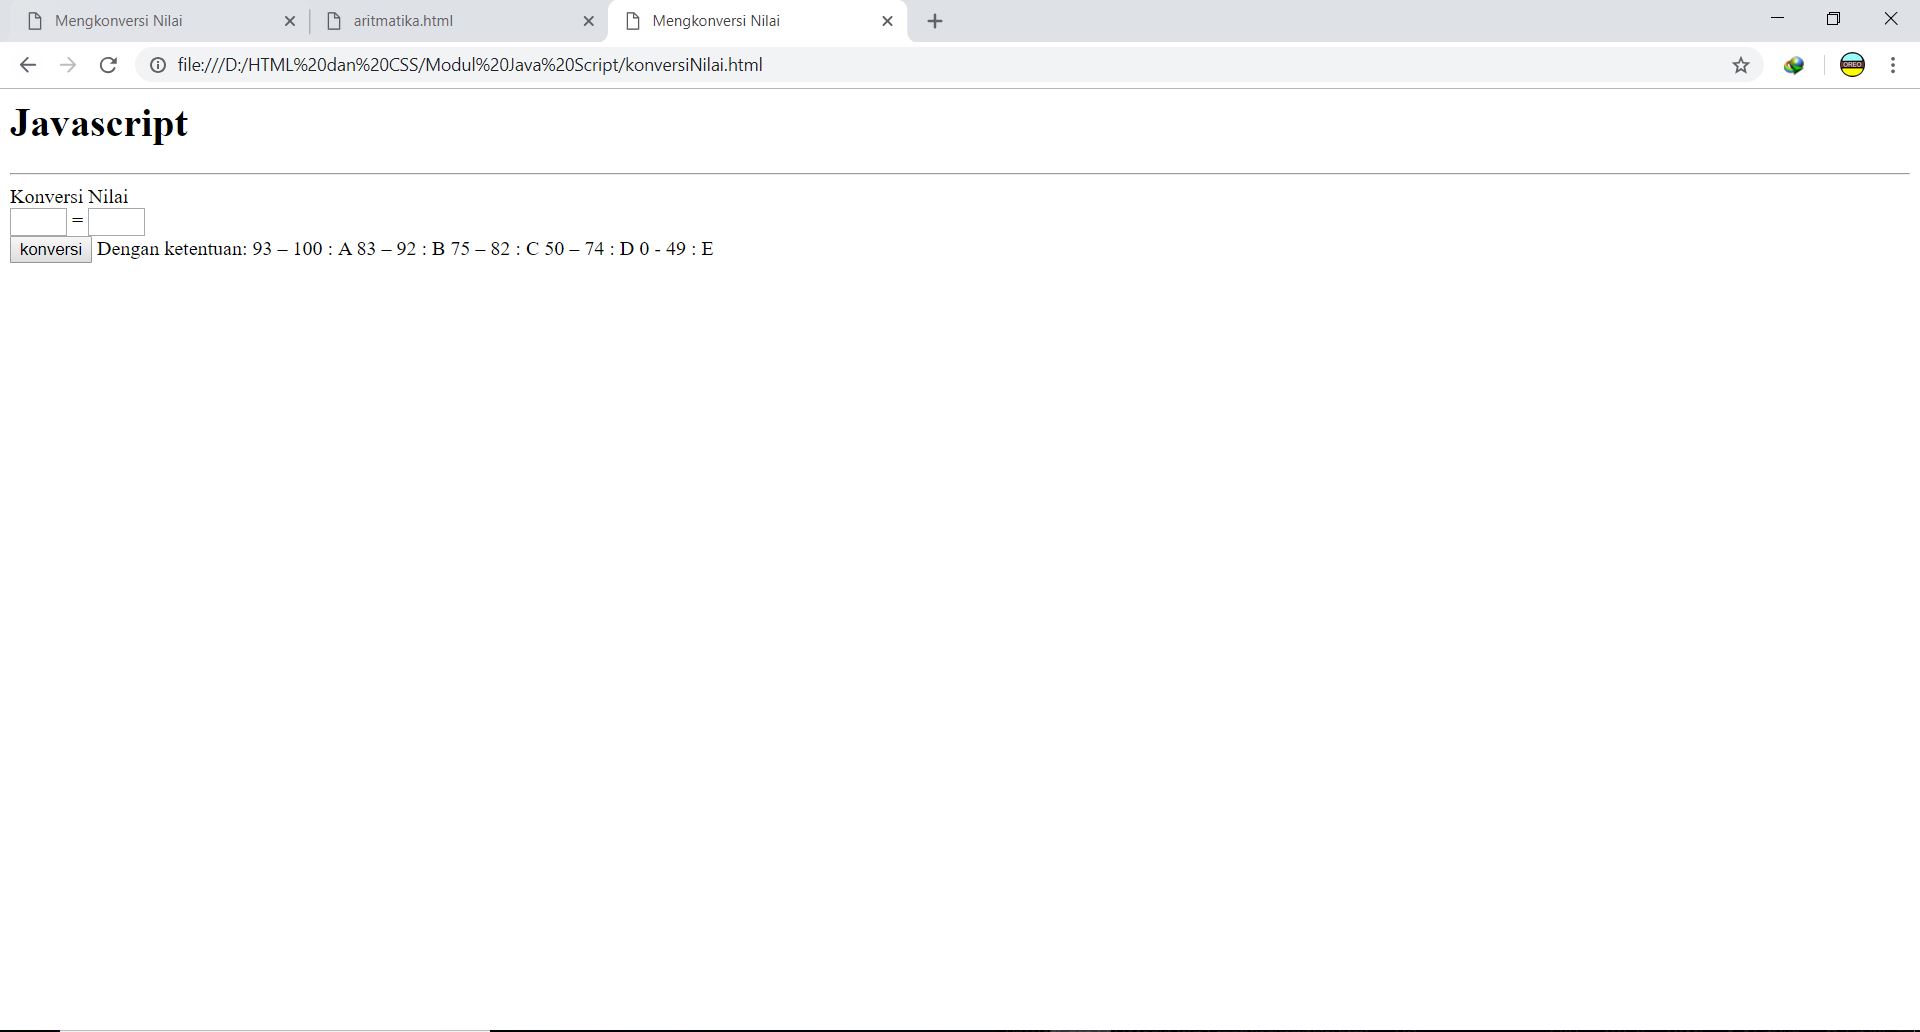 Mengkonversi Nilai
aritmatika.html
Mengkonversi Nilai
file:///D:/HTML%20dan%20CSS/Modul%20Java%20Script/konversiNilai.html
OREO
Javascript
Konversi Nilai
=
konversi Dengan ketentuan: 93 – 100 : A 83 – 92 : B 75 – 82 : C 50 – 74 : D 0 - 49 : E